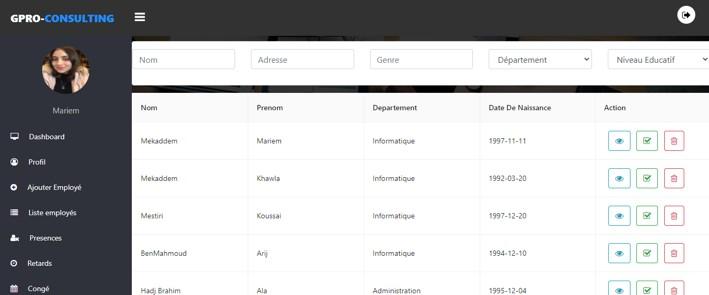 GPRO-CONSULTING
Nom Adresse Genre Département Niveau Educatif
Mariem
Dashboard
Profil
Ajouter Employé
Liste employés
Presences
Retards
Congé
Nom Prenom Departement Date De Naissance Action
Mekaddem Mariem Informatique 1997-11-11
Mekaddem Khawla Informatique 1992-03-20
Mestiri Koussai Informatique 1997-12-20
BenMahmoud Arij Informatique 1994-12-10
Hadj Brahim Ala Administration 1995-12-04